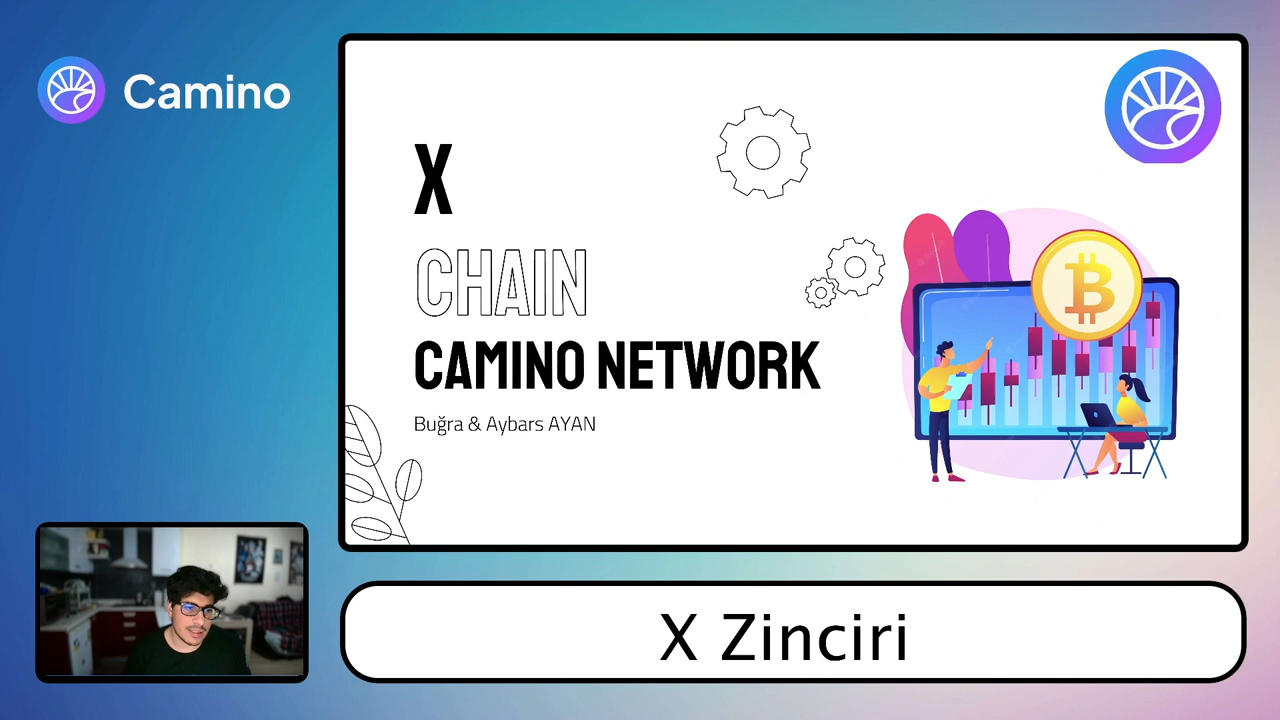 Camino
X
CHAIN
CAMINO NETWORK
Buğra & Aybars AYAN
X Zinciri